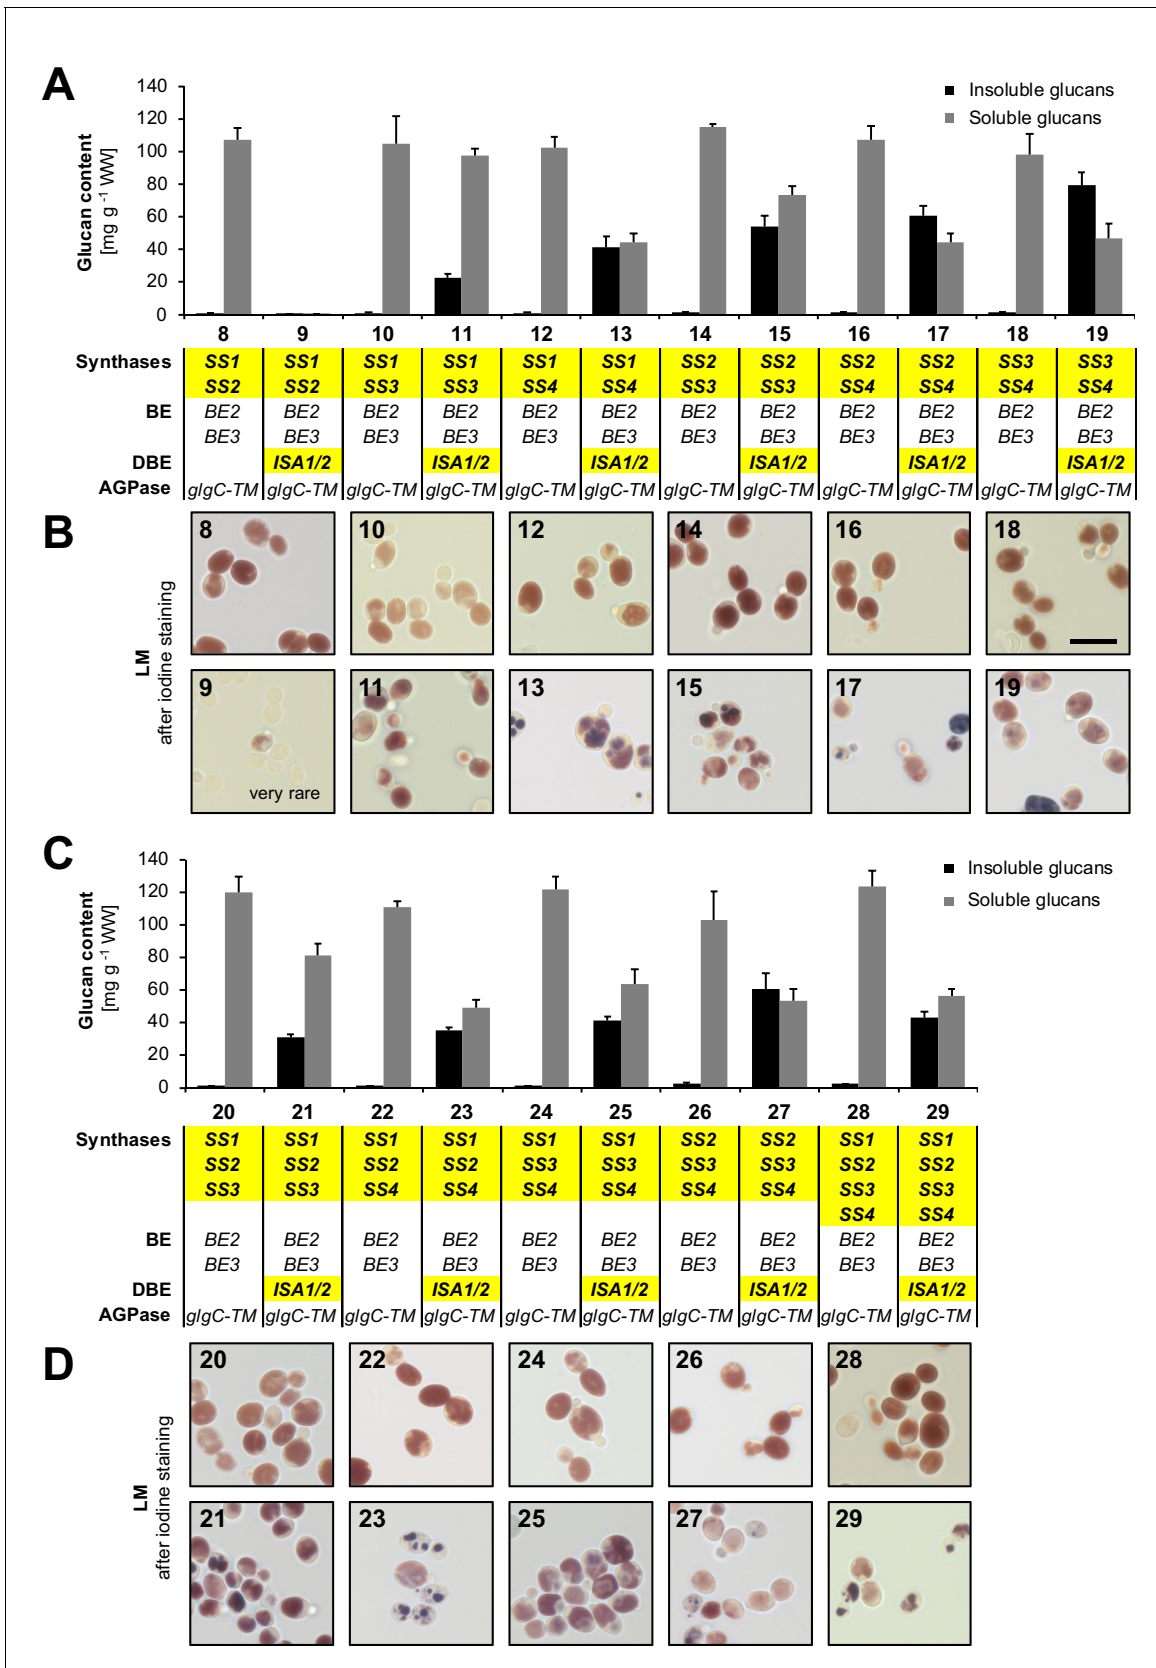 A
140
120
100
80
60
40
20
0
Glucan content
[mg g -1 WW]
Insoluble glucans
Soluble glucans
8 9 10 11 12 13 14 15 16 17 18 19
Synthases SS1 SS1 SS1 SS1 SS1 SS1 SS2 SS2 SS2 SS2 SS3 SS3
SS2 SS2 SS3 SS3 SS4 SS4 SS3 SS3 SS4 SS4 SS4 SS4
BE BE2 BE2 BE2 BE2 BE2 BE2 BE2 BE2 BE2 BE2 BE2 BE2
BE3 BE3 BE3 BE3 BE3 BE3 BE3 BE3 BE3 BE3 BE3 BE3
DBE ISA1/2 ISA1/2 ISA1/2 ISA1/2 ISA1/2 ISA1/2
AGPase glgC-TM glgC-TM glgC-TM glgC-TM glgC-TM glgC-TM glgC-TM glgC-TM glgC-TM glgC-TM glgC-TM glgC-TM
B
LM
after iodine staining
8 10 12 14 16 18
9 11 13 15 17 19
very rare
C
140
120
100
80
60
40
20
0
Glucan content
[mg g -1 WW]
Insoluble glucans
Soluble glucans
20 21 22 23 24 25 26 27 28 29
Synthases SS1 SS1 SS1 SS1 SS1 SS1 SS2 SS2 SS1 SS1
SS2 SS2 SS2 SS2 SS3 SS3 SS3 SS3 SS2 SS2
SS3 SS3 SS4 SS4 SS4 SS4 SS4 SS4 SS3 SS3
SS4 SS4
BE BE2 BE2 BE2 BE2 BE2 BE2 BE2 BE2 BE2 BE2
BE3 BE3 BE3 BE3 BE3 BE3 BE3 BE3 BE3 BE3
DBE ISA1/2 ISA1/2 ISA1/2 ISA1/2 ISA1/2
AGPase glgC-TM glgC-TM glgC-TM glgC-TM glgC-TM glgC-TM glgC-TM glgC-TM glgC-TM glgC-TM
D
LM
after iodine staining
20 22 24 26 28
21 23 25 27 29